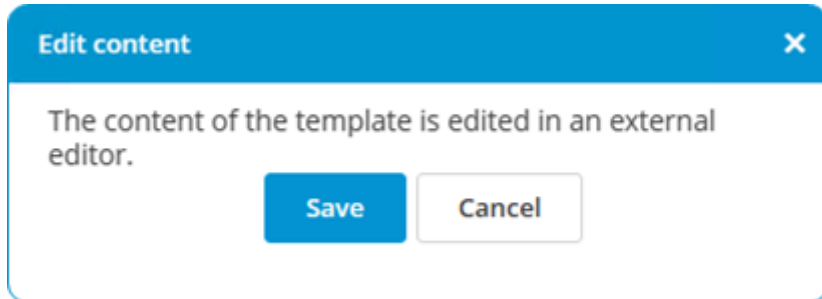 Edit content
The content of the template is edited in an external
editor.
Save
Cancel